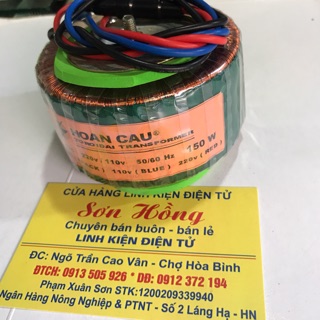 HOAN CAU®
TRANSFORMER
220v / 110v 50/60 Hz 150 W
110v ( BLUE ) 220v ( RED )
CỬA HÀNG LINH KIỆN ĐIỆN TỬ
Sơn Hồng
Chuyên bán buôn - bán lẻ
LINH KIỆN ĐIỆN TỬ
ĐC: Ngõ Trần Cao Vân - Chợ Hòa Bình
ĐTCH: 0913 505 926 * DĐ: 0912 372 194
Phạm Xuân Sơn STK:1200209339940
Ngân Hàng Nông Nghiệp & PTNT - Số 2 Láng Hạ - HN